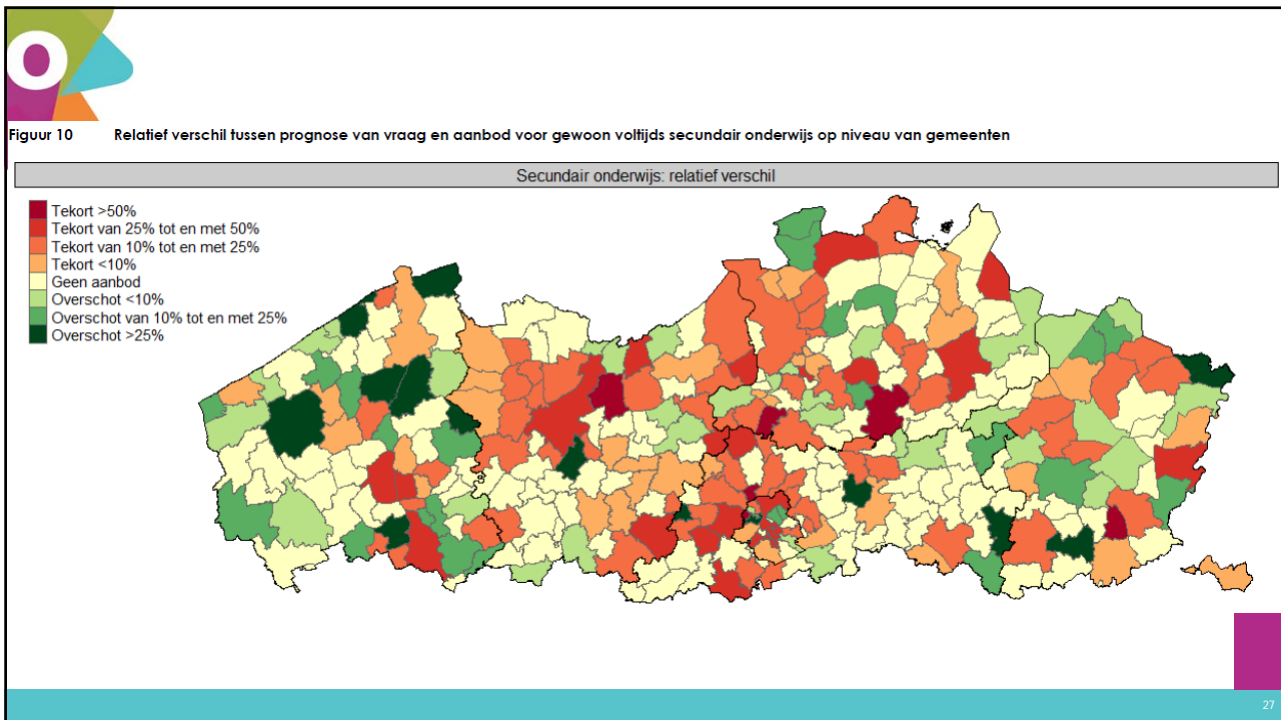 Figuur 10 Relatief verschil tussen prognose van vraag en aanbod voor gewoon voltijds secundair onderwijs op niveau van gemeenten
Secundair onderwijs: relatief verschil
Tekort >50%
Tekort van 25% tot en met 50%
Tekort van 10% tot en met 25%
Tekort <10%
Geen aanbod
Overschot <10%
Overschot van 10% tot en met 25%
Overschot >25%
27